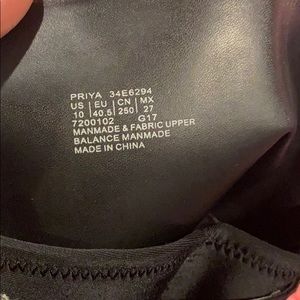 PRIYA 34E6294
US EU CN MX
10 40.5 250 27
7200102 G17
MANMADE & FABRIC UPPER
BALANCE MANMADE
MADE IN CHINA